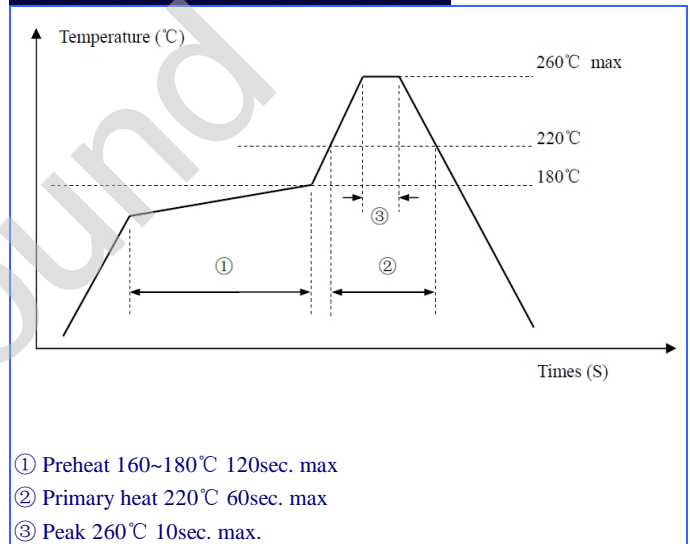 Temperature (℃)
260℃ max
220℃
180℃
③
①
②
Times (S)
① Preheat 160~180℃ 120sec. max
② Primary heat 220℃ 60sec. max
③ Peak 260℃ 10sec. max.